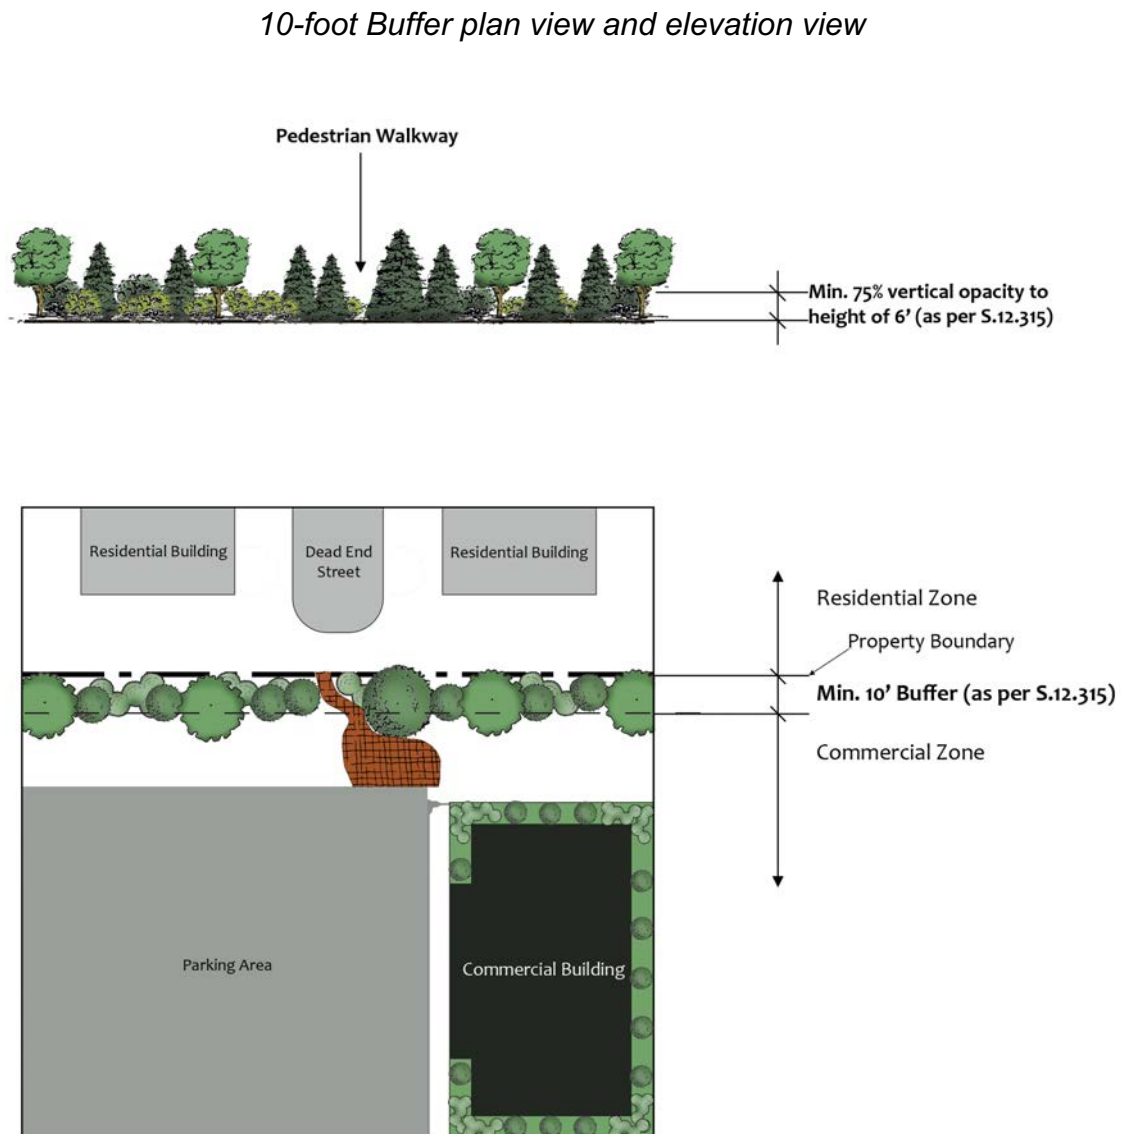 10-foot Buffer plan view and elevation view
Pedestrian Walkway
Min. 75% vertical opacity to
height of 6' (as per S.12.315)
Residential Building
Dead End
Street
Residential Building
Residential Zone
Property Boundary
Min. 10' Buffer (as per S.12.315)
Commercial Zone
Parking Area
Commercial Building